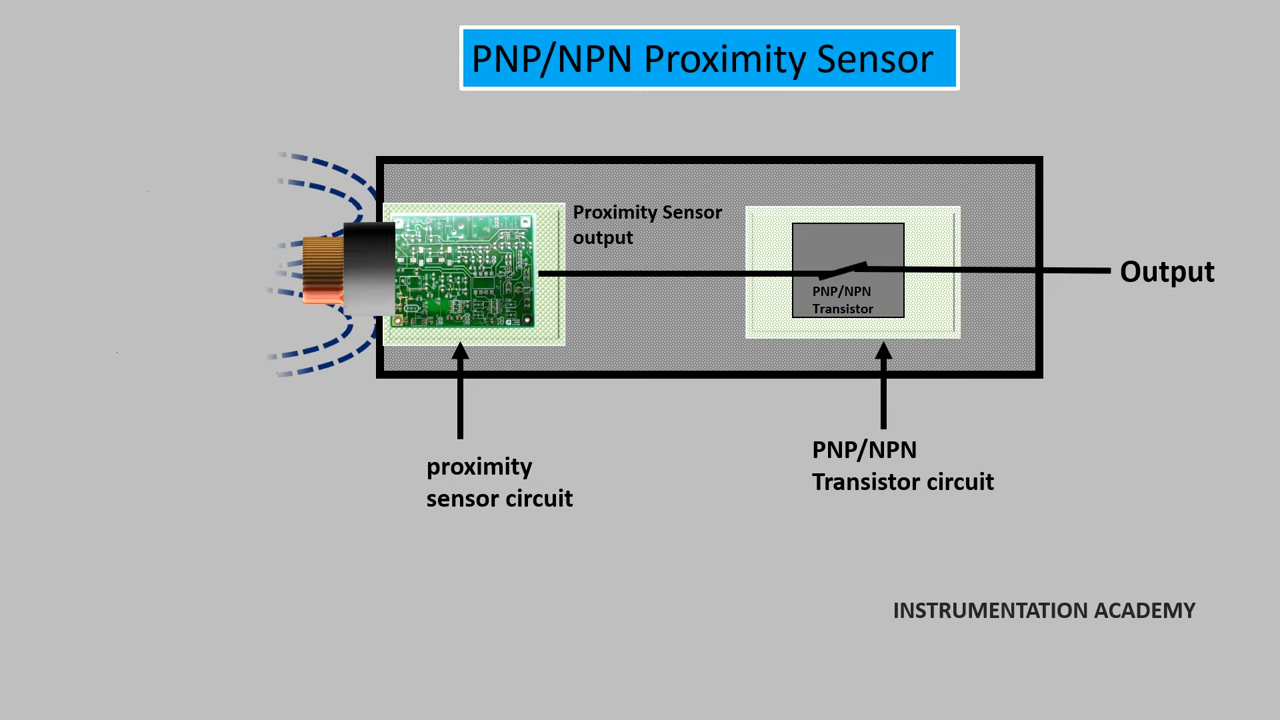 PNP/NPN Proximity Sensor
Proximity Sensor
output
Output
PNP/NPN
Transistor
proximity
sensor circuit
PNP/NPN
Transistor circuit
INSTRUMENTATION ACADEMY